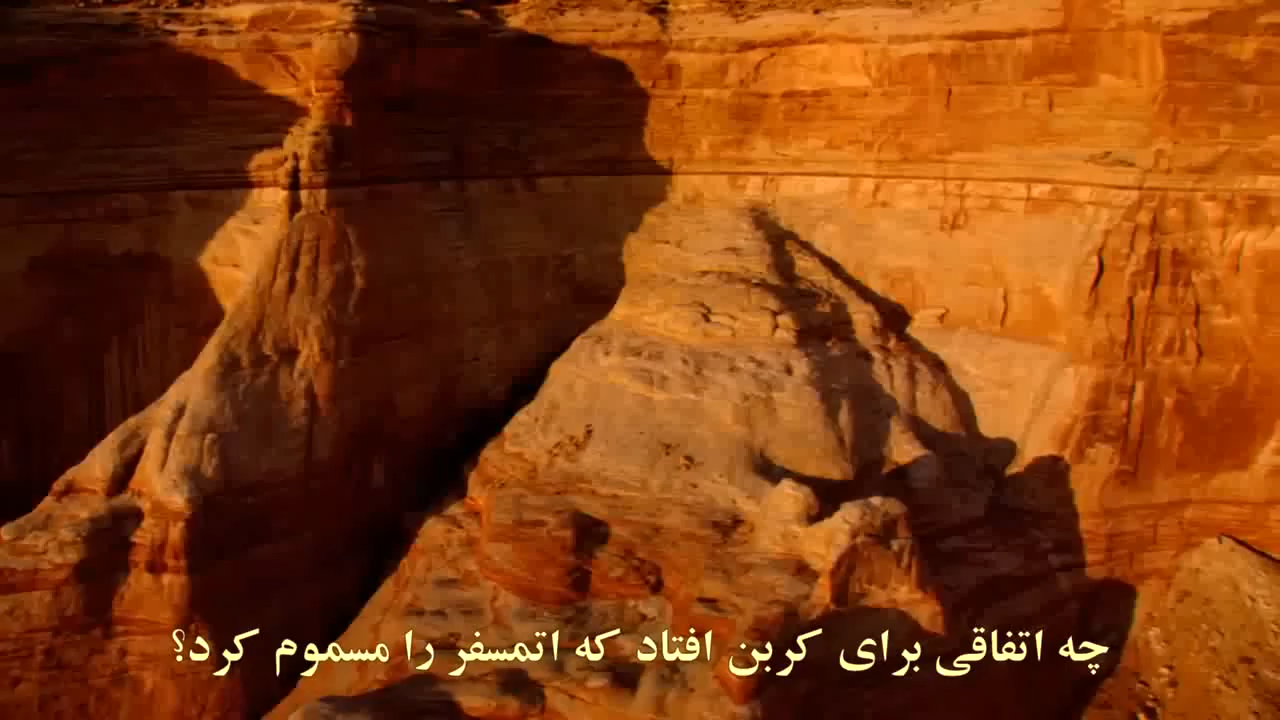 چه اتفاقی برای کربن افتاد که اتمسفر را مسموم کرد؟